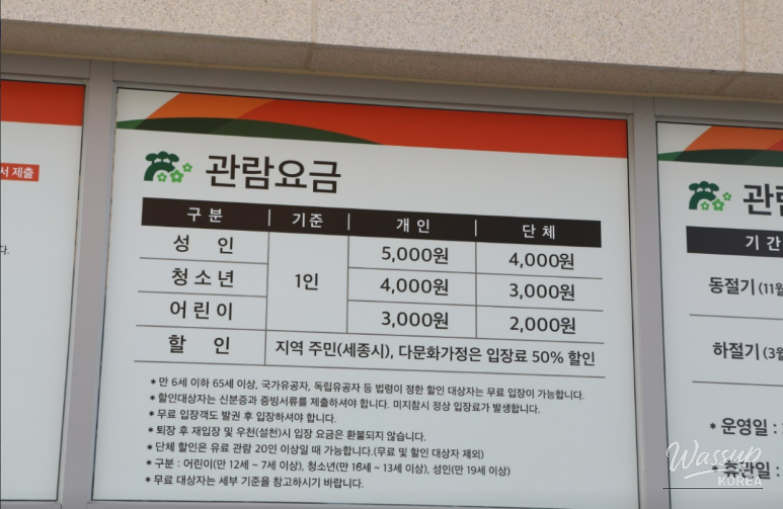 서 제출
다.
관람요금
구 분 기 준 개 인 단 체
성 인 1인 5,000원 4,000원
청 소 년 4,000원 3,000원
어 린 이 3,000원 2,000원
할 인 지역 주민(세종시), 다문화가정은 입장료 50% 할인
* 만 6세 이하 65세 이상, 국가유공자, 독립유공자 등 법령이 정한 할인 대상자는 무료 입장이 가능합니다.
* 할인대상자는 신분증과 증빙서류를 제출하셔야 합니다. 미지참시 정상 입장료가 발생합니다.
* 무료 입장객도 발권 후 입장하셔야 합니다.
* 퇴장 후 재입장 및 우천(설천)시 입장 요금은 환불되지 않습니다.
* 단체 할인은 유료 관람 20인 이상일 때 가능합니다.(무료 및 할인 대상자 제외)
* 구분 : 어린이(만 12세 ~ 7세 이상), 청소년(만 18세 ~ 13세 이상), 성인(만 19세 이상)
* 무료 대상자는 세부 기준을 참고하시기 바랍니다.
관
기 간
동절기 (11월
하절기 (3월
* 운영일 :
* 휴관일 :
Wassup
KOREA